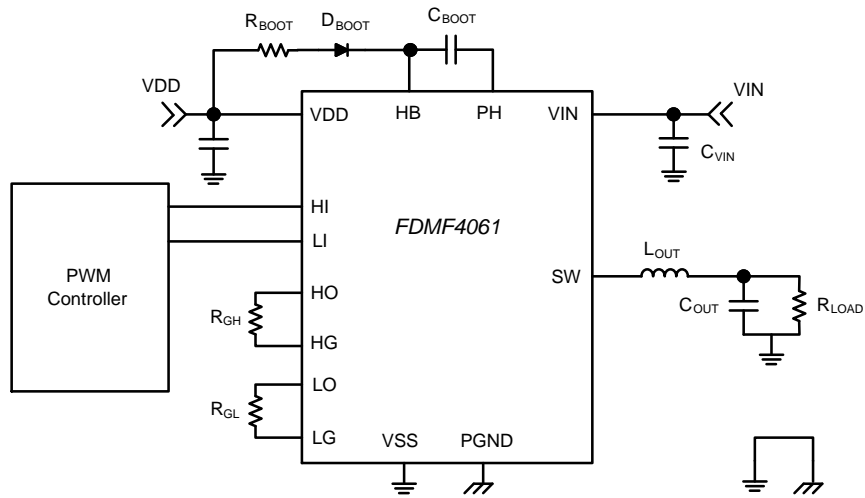 RBOOT
DBOOT
CBOOT
VDD
VIN
VDD
HB
PH
VIN
CVIN
HI
LI
FDMF4061
PWM
Controller
LOUT
SW
COUT
RLOAD
HO
RGH
HG
LO
RGL
LG
VSS
PGND